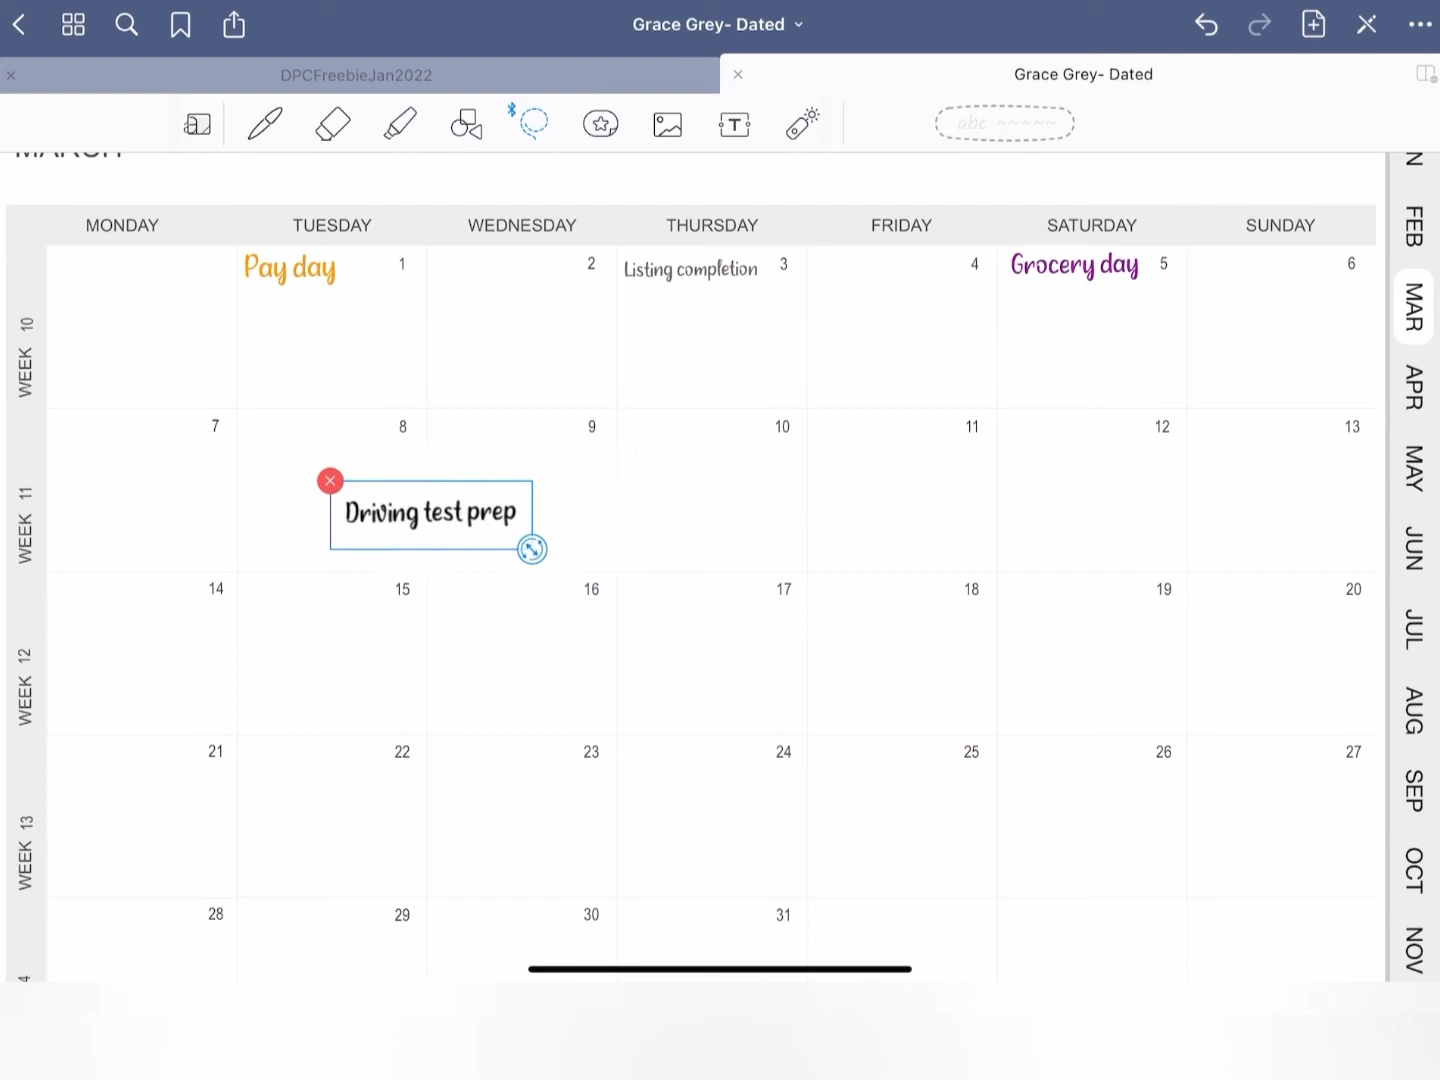 Grace Grey- Dated
DPCFreebieJan2022
Grace Grey- Dated
T
abc
MARCH
MONDAY TUESDAY WEDNESDAY THURSDAY FRIDAY SATURDAY SUNDAY
WEEK 10
Pay day 1 2 Listing completion 3 4 Grocery day 5 6
WEEK 11
7 8 9 10 11 12 13
Driving test prep
WEEK 12
14 15 16 17 18 19 20
WEEK 13
21 22 23 24 25 26 27
4
28 29 30 31
N
FEB
MAR
APR
MAY
JUN
JUL
AUG
SEP
OCT
NOV